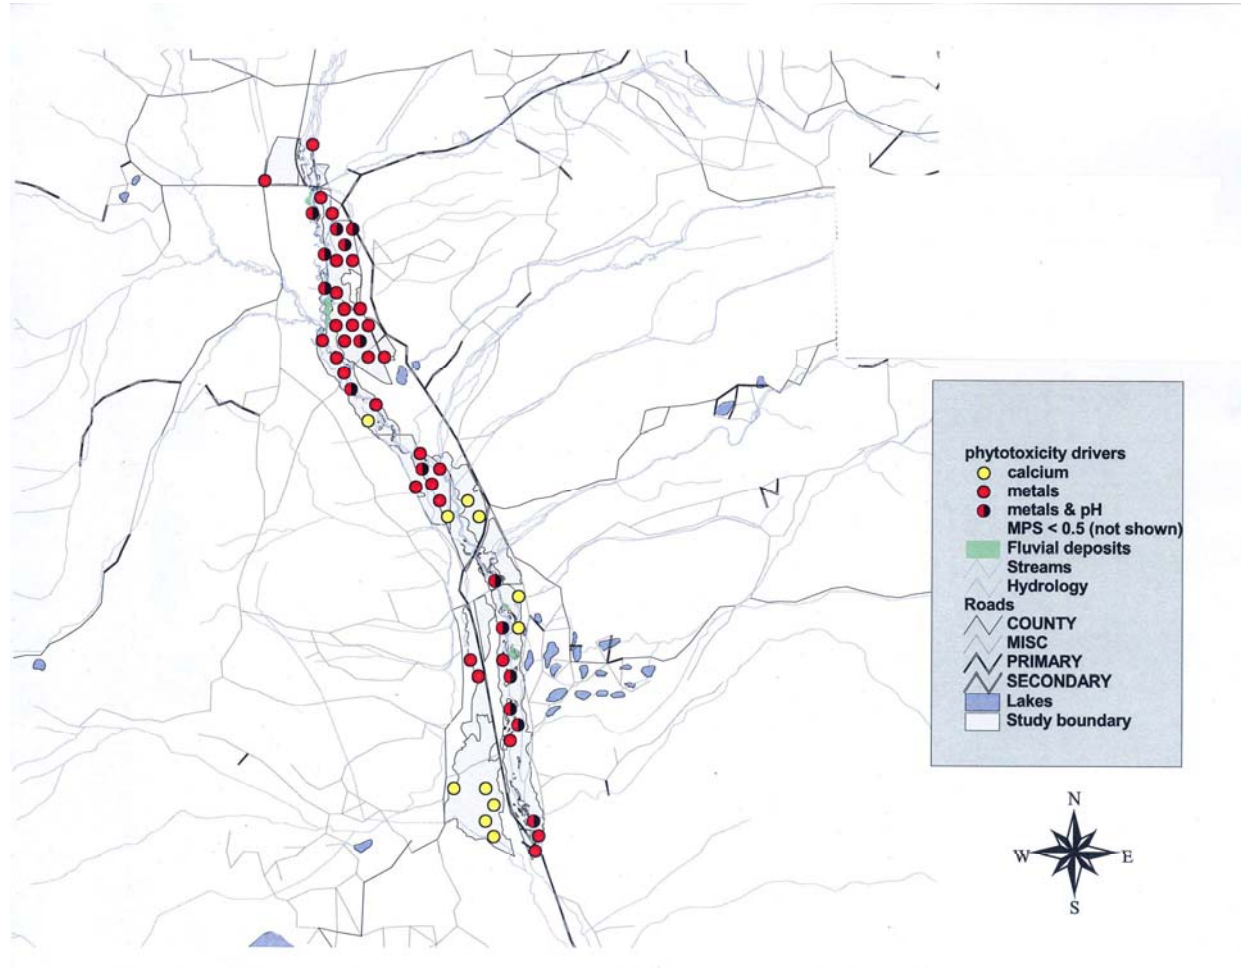 phytotoxicity drivers
calcium
metals
metals & pH
MPS < 0.5 (not shown)
Fluvial deposits
Streams
Hydrology
Roads
COUNTY
MISC
PRIMARY
SECONDARY
Lakes
Study boundary
N
W E
S